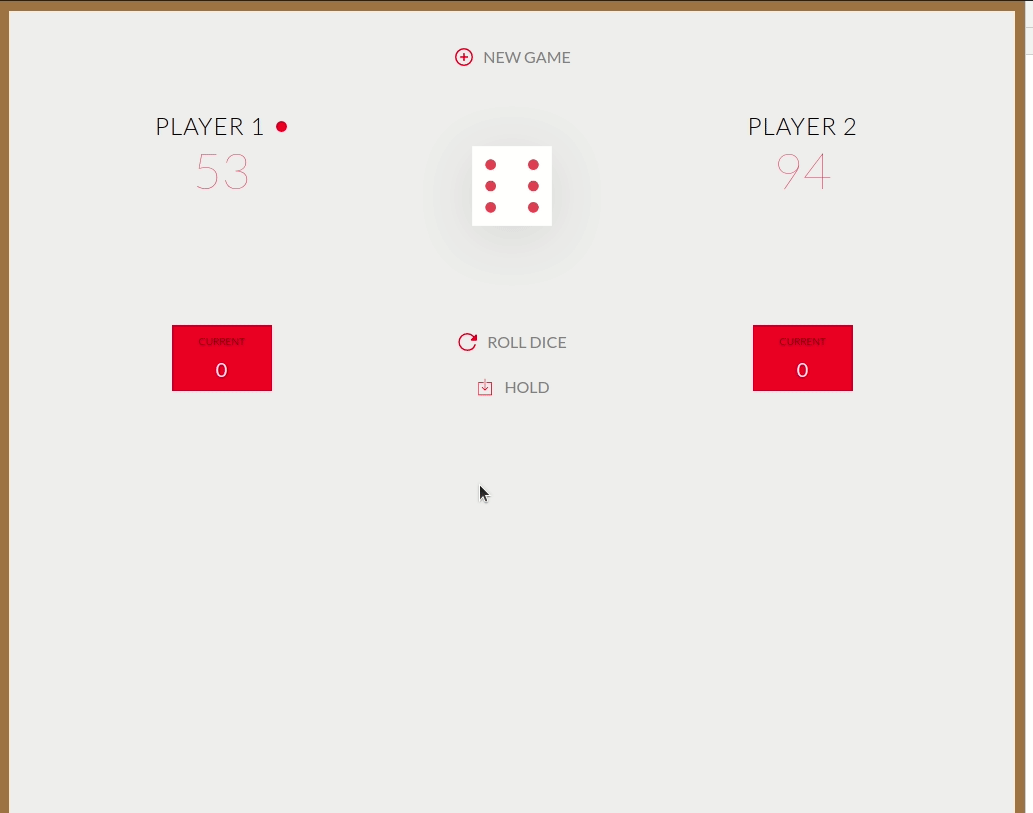 NEW GAME
PLAYER 1
PLAYER 2
53
94
CURRENT
0
ROLL DICE
CURRENT
0
HOLD